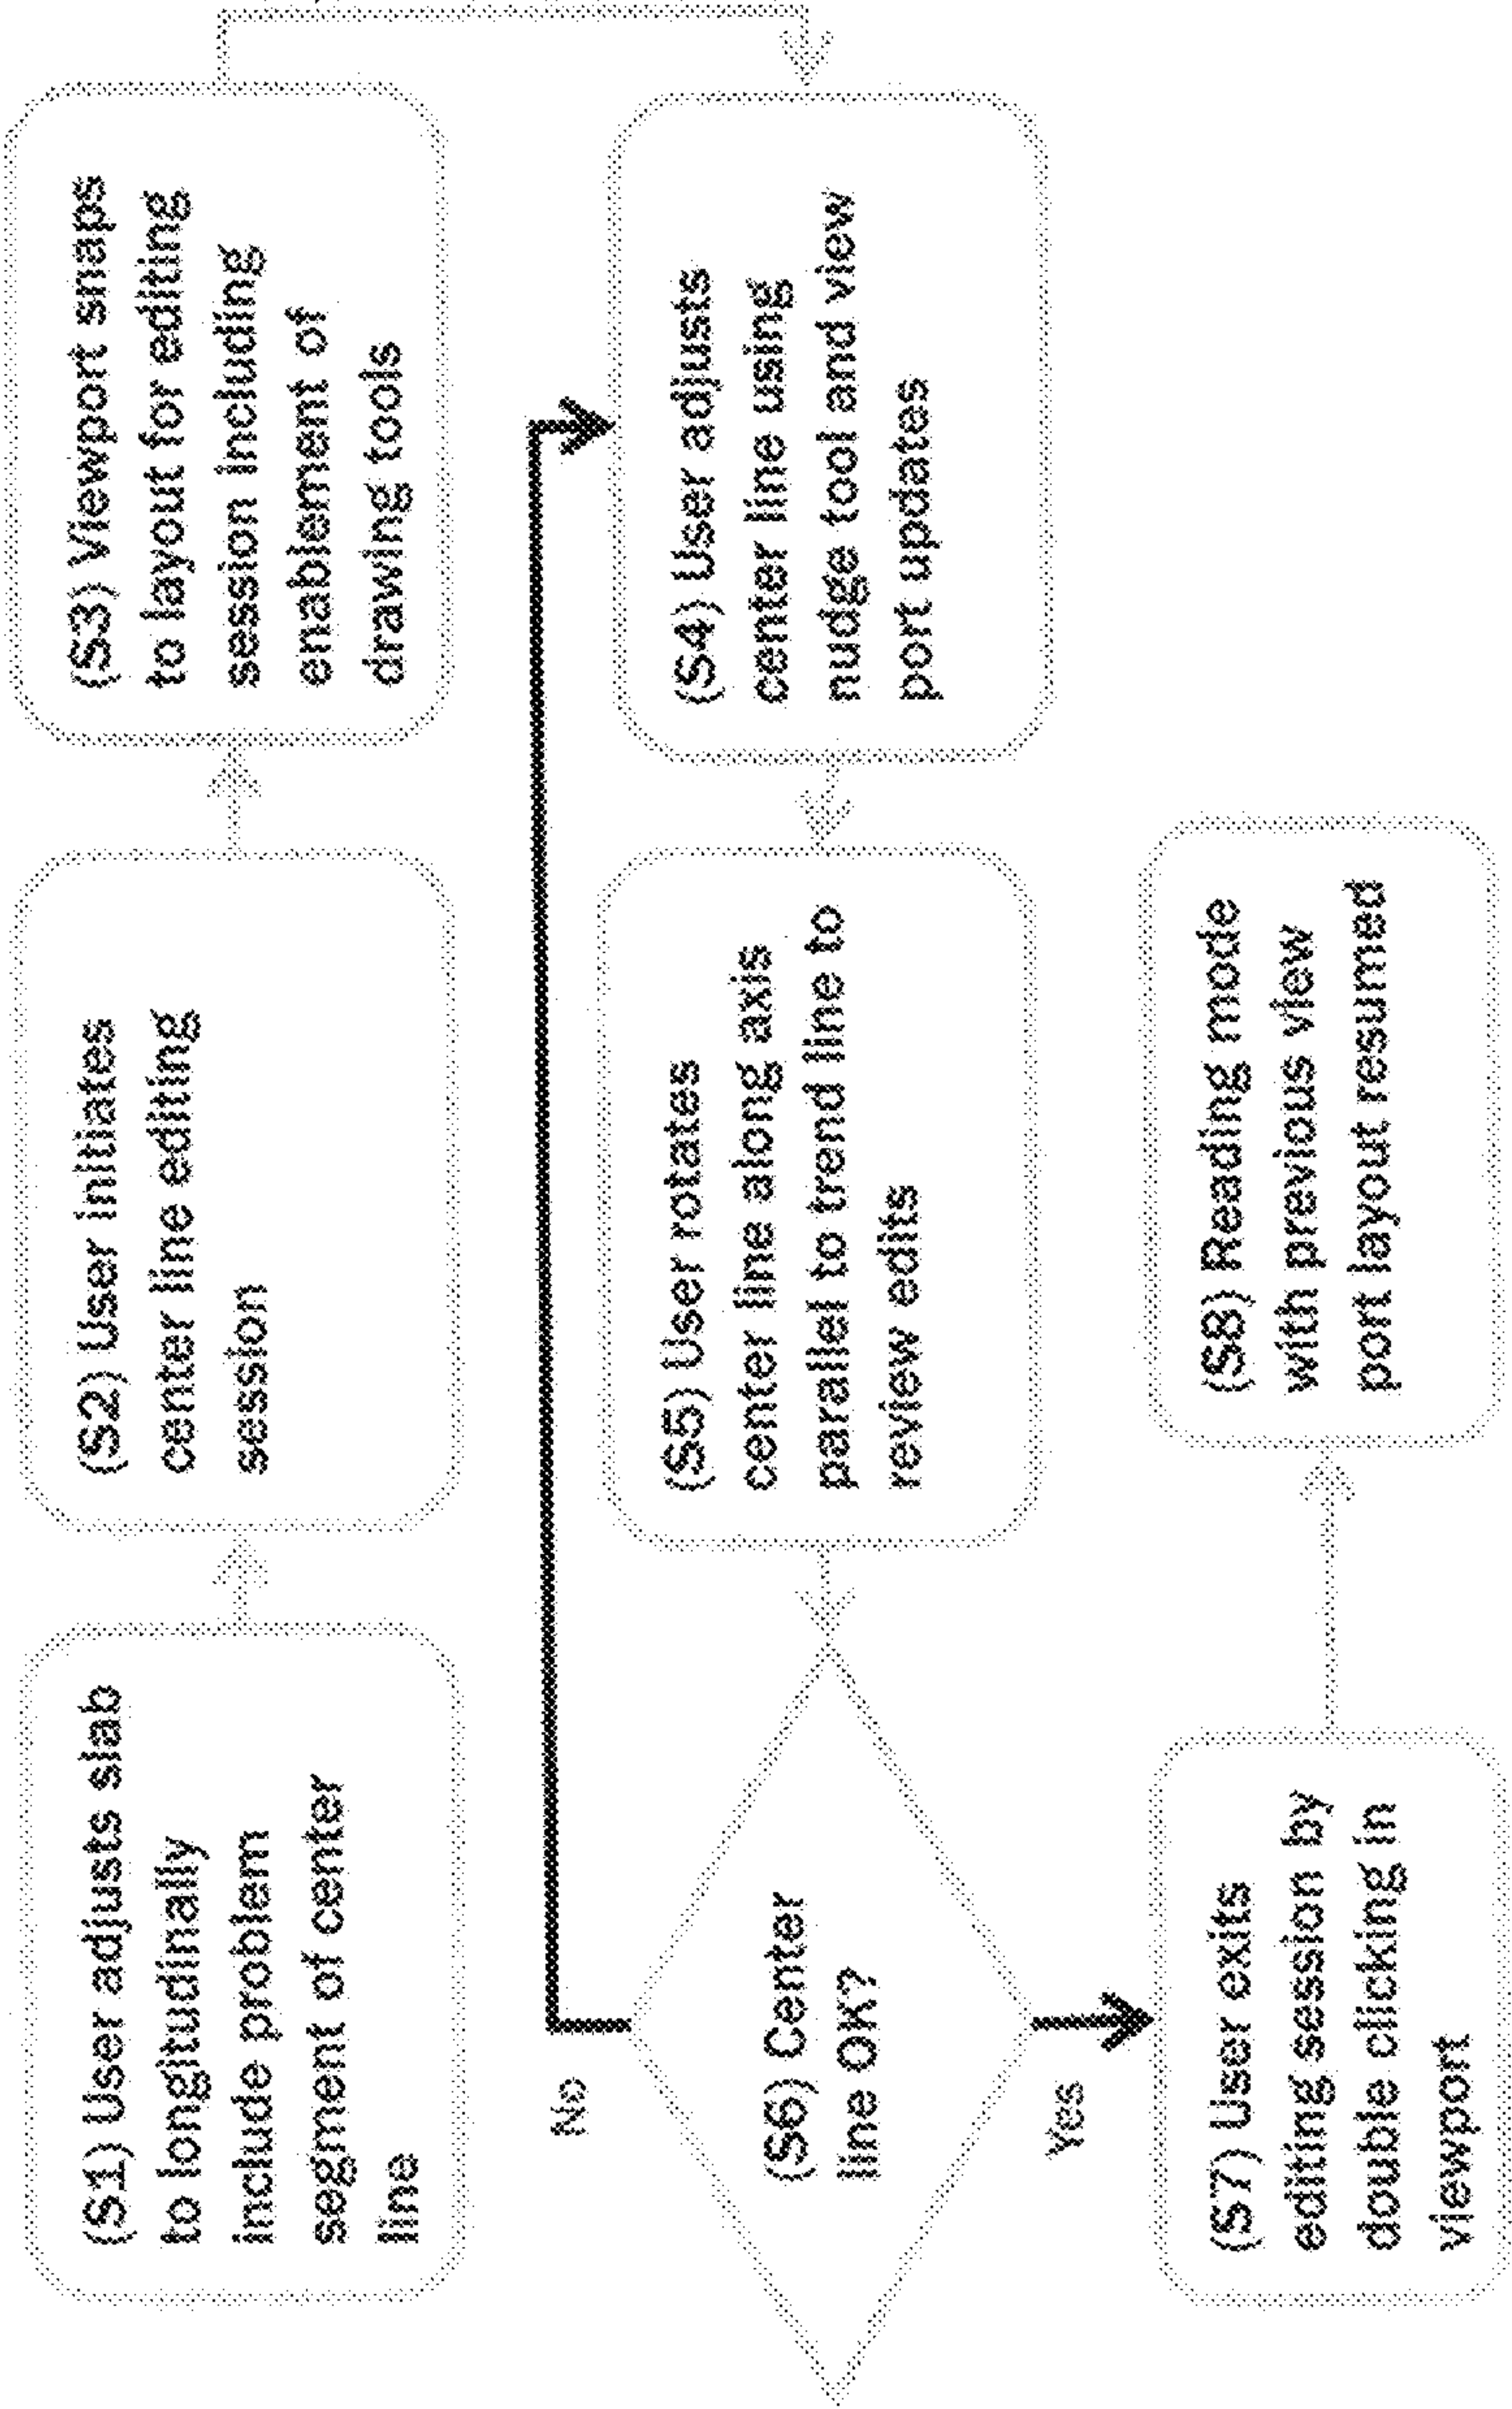 (S1) User adjusts slab
to longitudinally
include problem
segment of center
line
(S2) User initiates
center line editing
session
(S3) Viewport snaps
to layout for editing
session including
enablement of
drawing tools
(S4) User adjusts
center line using
nudge tool and view
port updates
(S5) User rotates
center line along axis
parallel to trend line to
review edits
No
(S6) Center
line OK?
Yes
(S7) User exits
editing session by
double clicking in
viewport
(S8) Reading mode
with previous view
port layout resumed